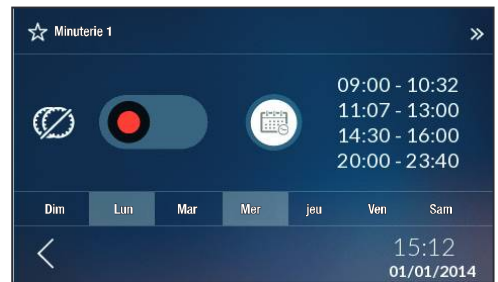 Minuterie 1
09:00 - 10:32
11:07 - 13:00
14:30 - 16:00
20:00 - 23:40
Dim Lun Mar Mer jeu Ven Sam
15:12
01/01/2014